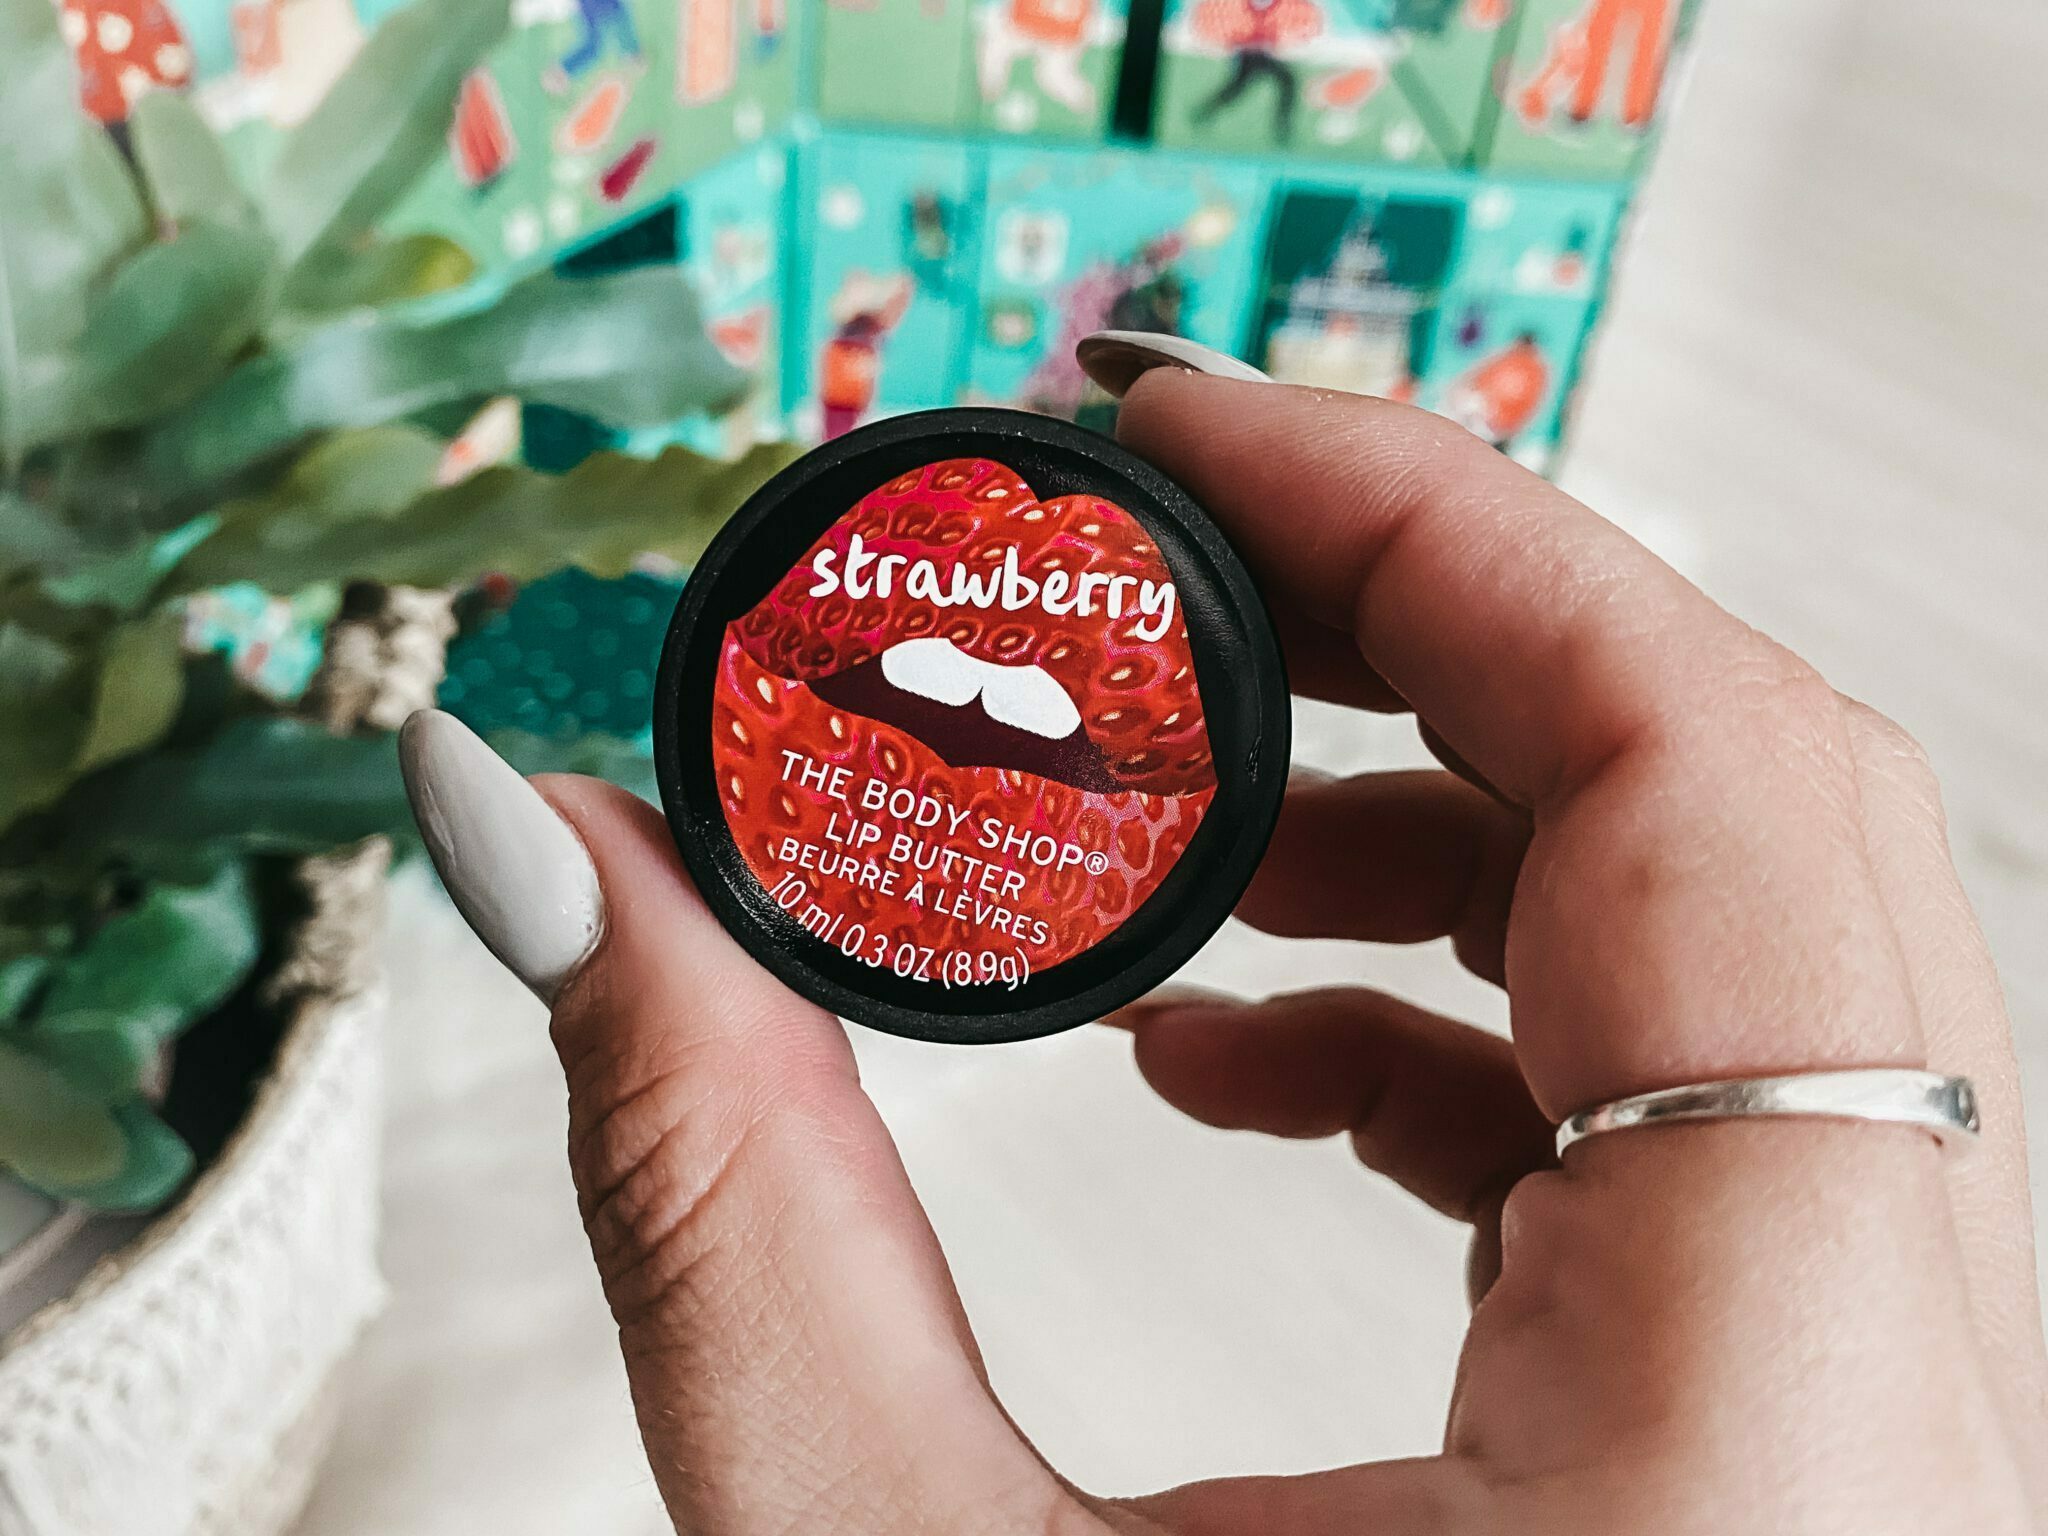 strawberry
THE BODY SHOP®
LIP BUTTER
BEURRE À LÈVRES
10 ml 0.3 OZ (8.9g)